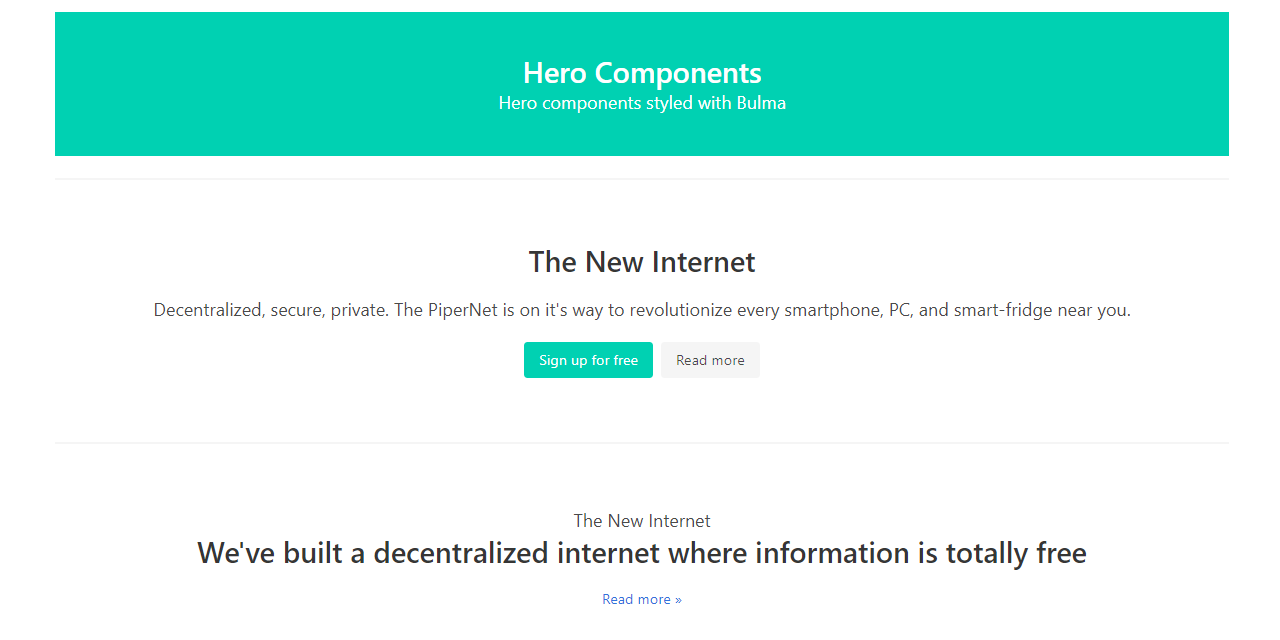 Hero Components
Hero components styled with Bulma
The New Internet
Decentralized, secure, private. The PiperNet is on it's way to revolutionize every smartphone, PC, and smart-fridge near you.
Sign up for free
Read more
The New Internet
We've built a decentralized internet where information is totally free
Read more »